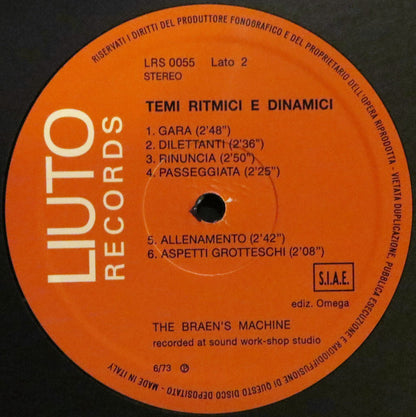 RISERVATI I DIRITTI DEL PRODUTTORE FONOGRAFICO E DEL PROPRIETARIO DELL'OPERA RIPRODOTTA - VIETATA DUPLICAZIONE, PUBBLICA ESECUZIONE E RADIODIFFUSIONE DI QUESTO DISCO DEPOSITATO - MADE IN ITALY
LRS 0055 Lato 2
STEREO
LIUTO
RECORDS
TEMI RITMICI E DINAMICI
1. GARA (2'48")
2. DILETTANTI (2'36")
3. RINUNCIA (2'50")
4. PASSEGGIATA (2'25")
5. ALLENAMENTO (2'42")
6. ASPETTI GROTTESCHI (2'08")
S.I.A.E.
ediz. Omega
THE BRAEN'S MACHINE
recorded at sound work-shop studio
6/73 Ⓟ